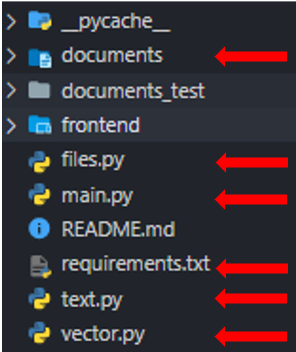 __pycache__
documents
documents_test
frontend
files.py
main.py
README.md
requirements.txt
text.py
vector.py